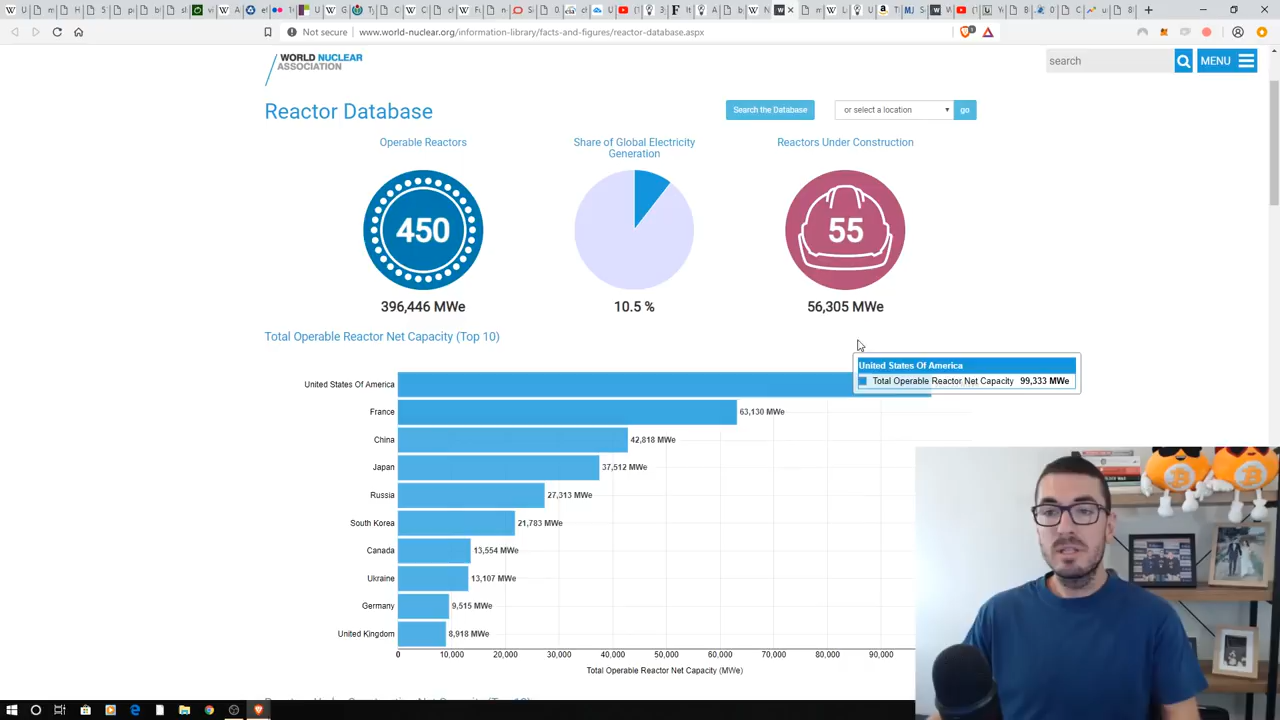 Not secure
www.world-nuclear.org/information-library/facts-and-figures/reactor-database.aspx
WORLD NUCLEAR
ASSOCIATION
search
MENU
Reactor Database
Search the Database
or select a location
go
Operable Reactors
Share of Global Electricity
Generation
Reactors Under Construction
450
55
396,446 MWe
10.5 %
56,305 MWe
Total Operable Reactor Net Capacity (Top 10)
United States Of America
Total Operable Reactor Net Capacity 99,333 MWe
United States Of America
France
63,130 MWe
China
42,818 MWe
Japan
37,512 MWe
Russia
27,313 MWe
South Korea
21,783 MWe
Canada
13,554 MWe
Ukraine
13,107 MWe
Germany
9,515 MWe
United Kingdom
8,918 MWe
0 10,000 20,000 30,000 40,000 50,000 60,000 70,000 80,000 90,000
Total Operable Reactor Net Capacity (MWe)